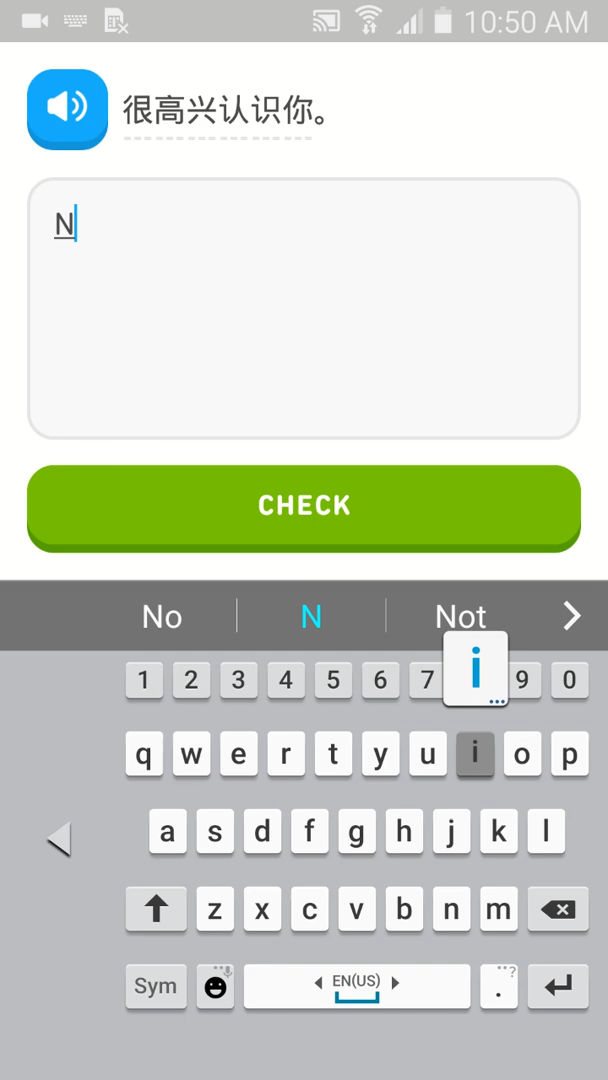 10:50 AM
很高兴认识你。
N
CHECK
No N Not
1 2 3 4 5 6 7 i 9 0
q w e r t y u i o p
a s d f g h j k l
z x c v b n m
Sym EN(US) . ?